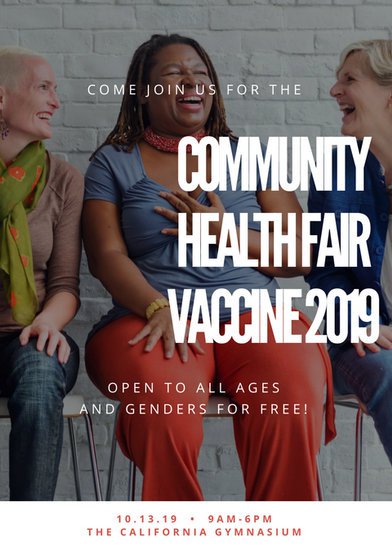 COME JOIN US FOR THE
COMMUNITY
HEALTH FAIR
VACCINE 2019
OPEN TO ALL AGES
AND GENDERS FOR FREE!
10.13.19 • 9AM-6PM
THE CALIFORNIA GYMNASIUM